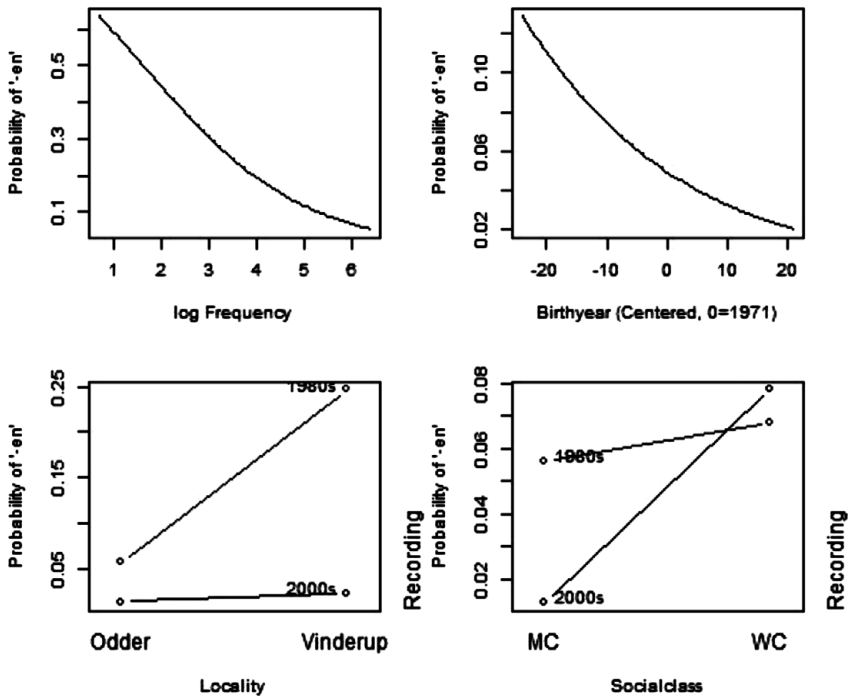 Probability of '-en'
0.5
0.3
0.1
1 2 3 4 5 6
log Frequency
Probability of '-en'
0.10
0.06
0.02
-20 -10 0 10 20
Birthyear (Centered, 0=1971)
Probability of '-en'
0.25
0.15
0.05
1980s
2000s
Odder Vinderup
Locality
Recording
Probability of '-en'
0.08
0.06
0.04
0.02
1980s
2000s
MC WC
Socialclass
Recording